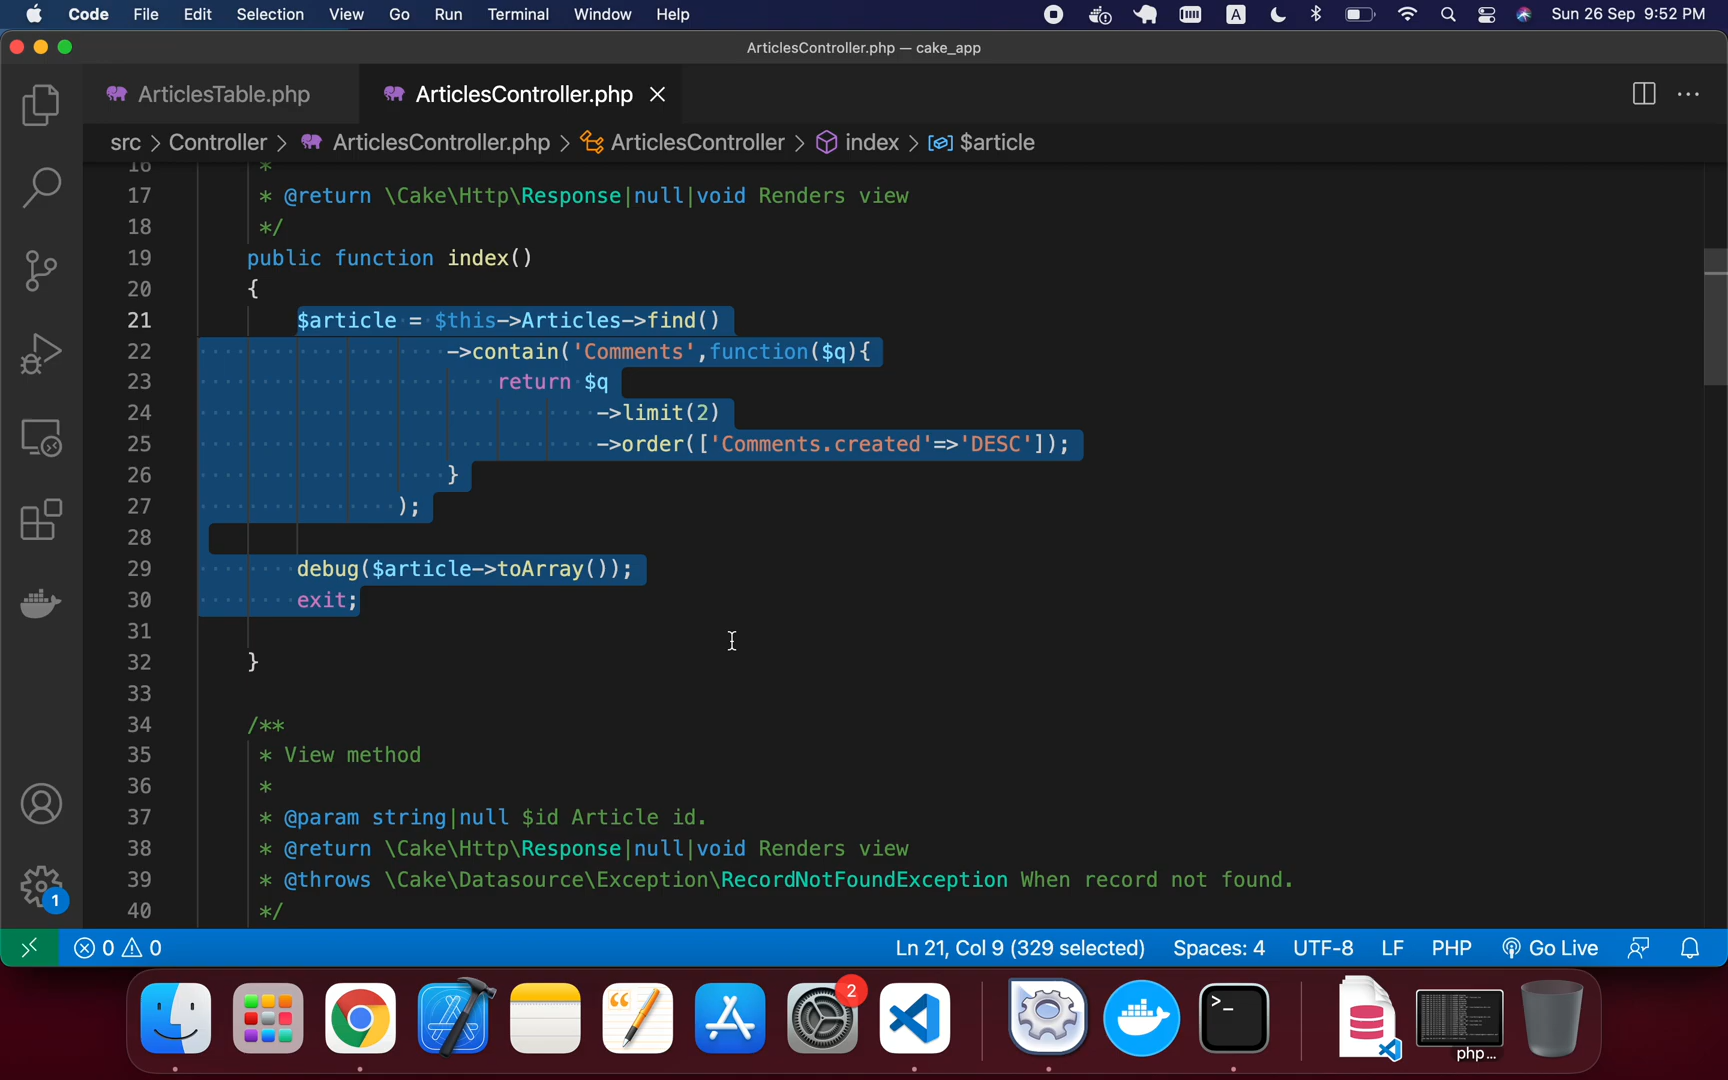 Code File Edit Selection View Go Run Terminal Window Help A Sun 26 Sep 9:52 PM
ArticlesController.php — cake_app
ArticlesTable.php ArticlesController.php
src > Controller > ArticlesController.php > ArticlesController > index > $article
16 *
17 * @return \Cake\Http\Response|null|void Renders view
18 */
19 public function index()
20 {
21 $article = $this->Articles->find()
22 ->contain('Comments',function($q){
23 return $q
24 ->limit(2)
25 ->order(['Comments.created'=>'DESC']);
26 }
27 );
28
29 debug($article->toArray());
30 exit;
31
32 }
33
34 /**
35 * View method
36 *
37 * @param string|null $id Article id.
38 * @return \Cake\Http\Response|null|void Renders view
39 * @throws \Cake\Datasource\Exception\RecordNotFoundException When record not found.
40 */
1
0 0 Ln 21, Col 9 (329 selected) Spaces: 4 UTF-8 LF PHP Go Live
2
php...